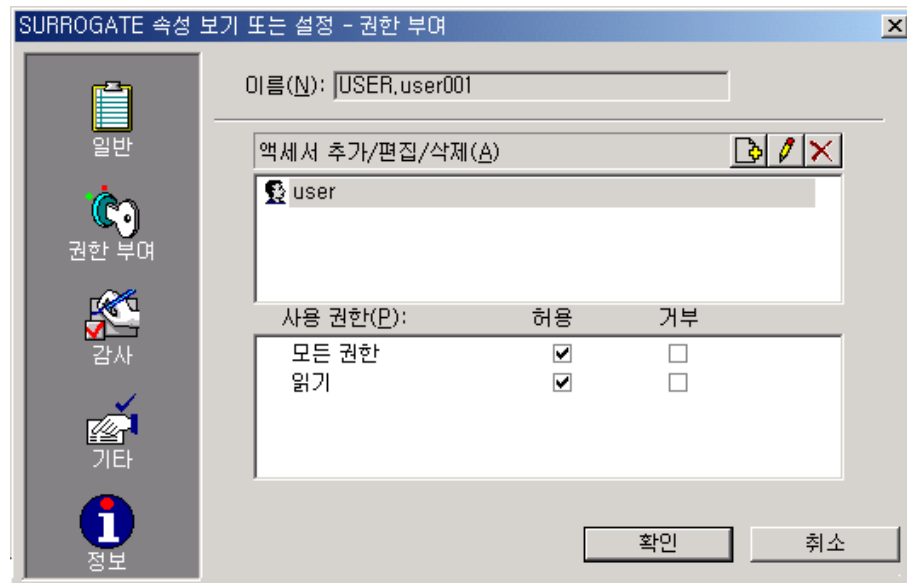 SURROGATE 속성 보기 또는 설정 - 권한 부여
이름(N): USER,user001
일반
액세서 추가/편집/삭제(A)
user
권한 부여
사용 권한(P): 허용 거부
모든 권한
감사
읽기
기타
정보
확인 취소